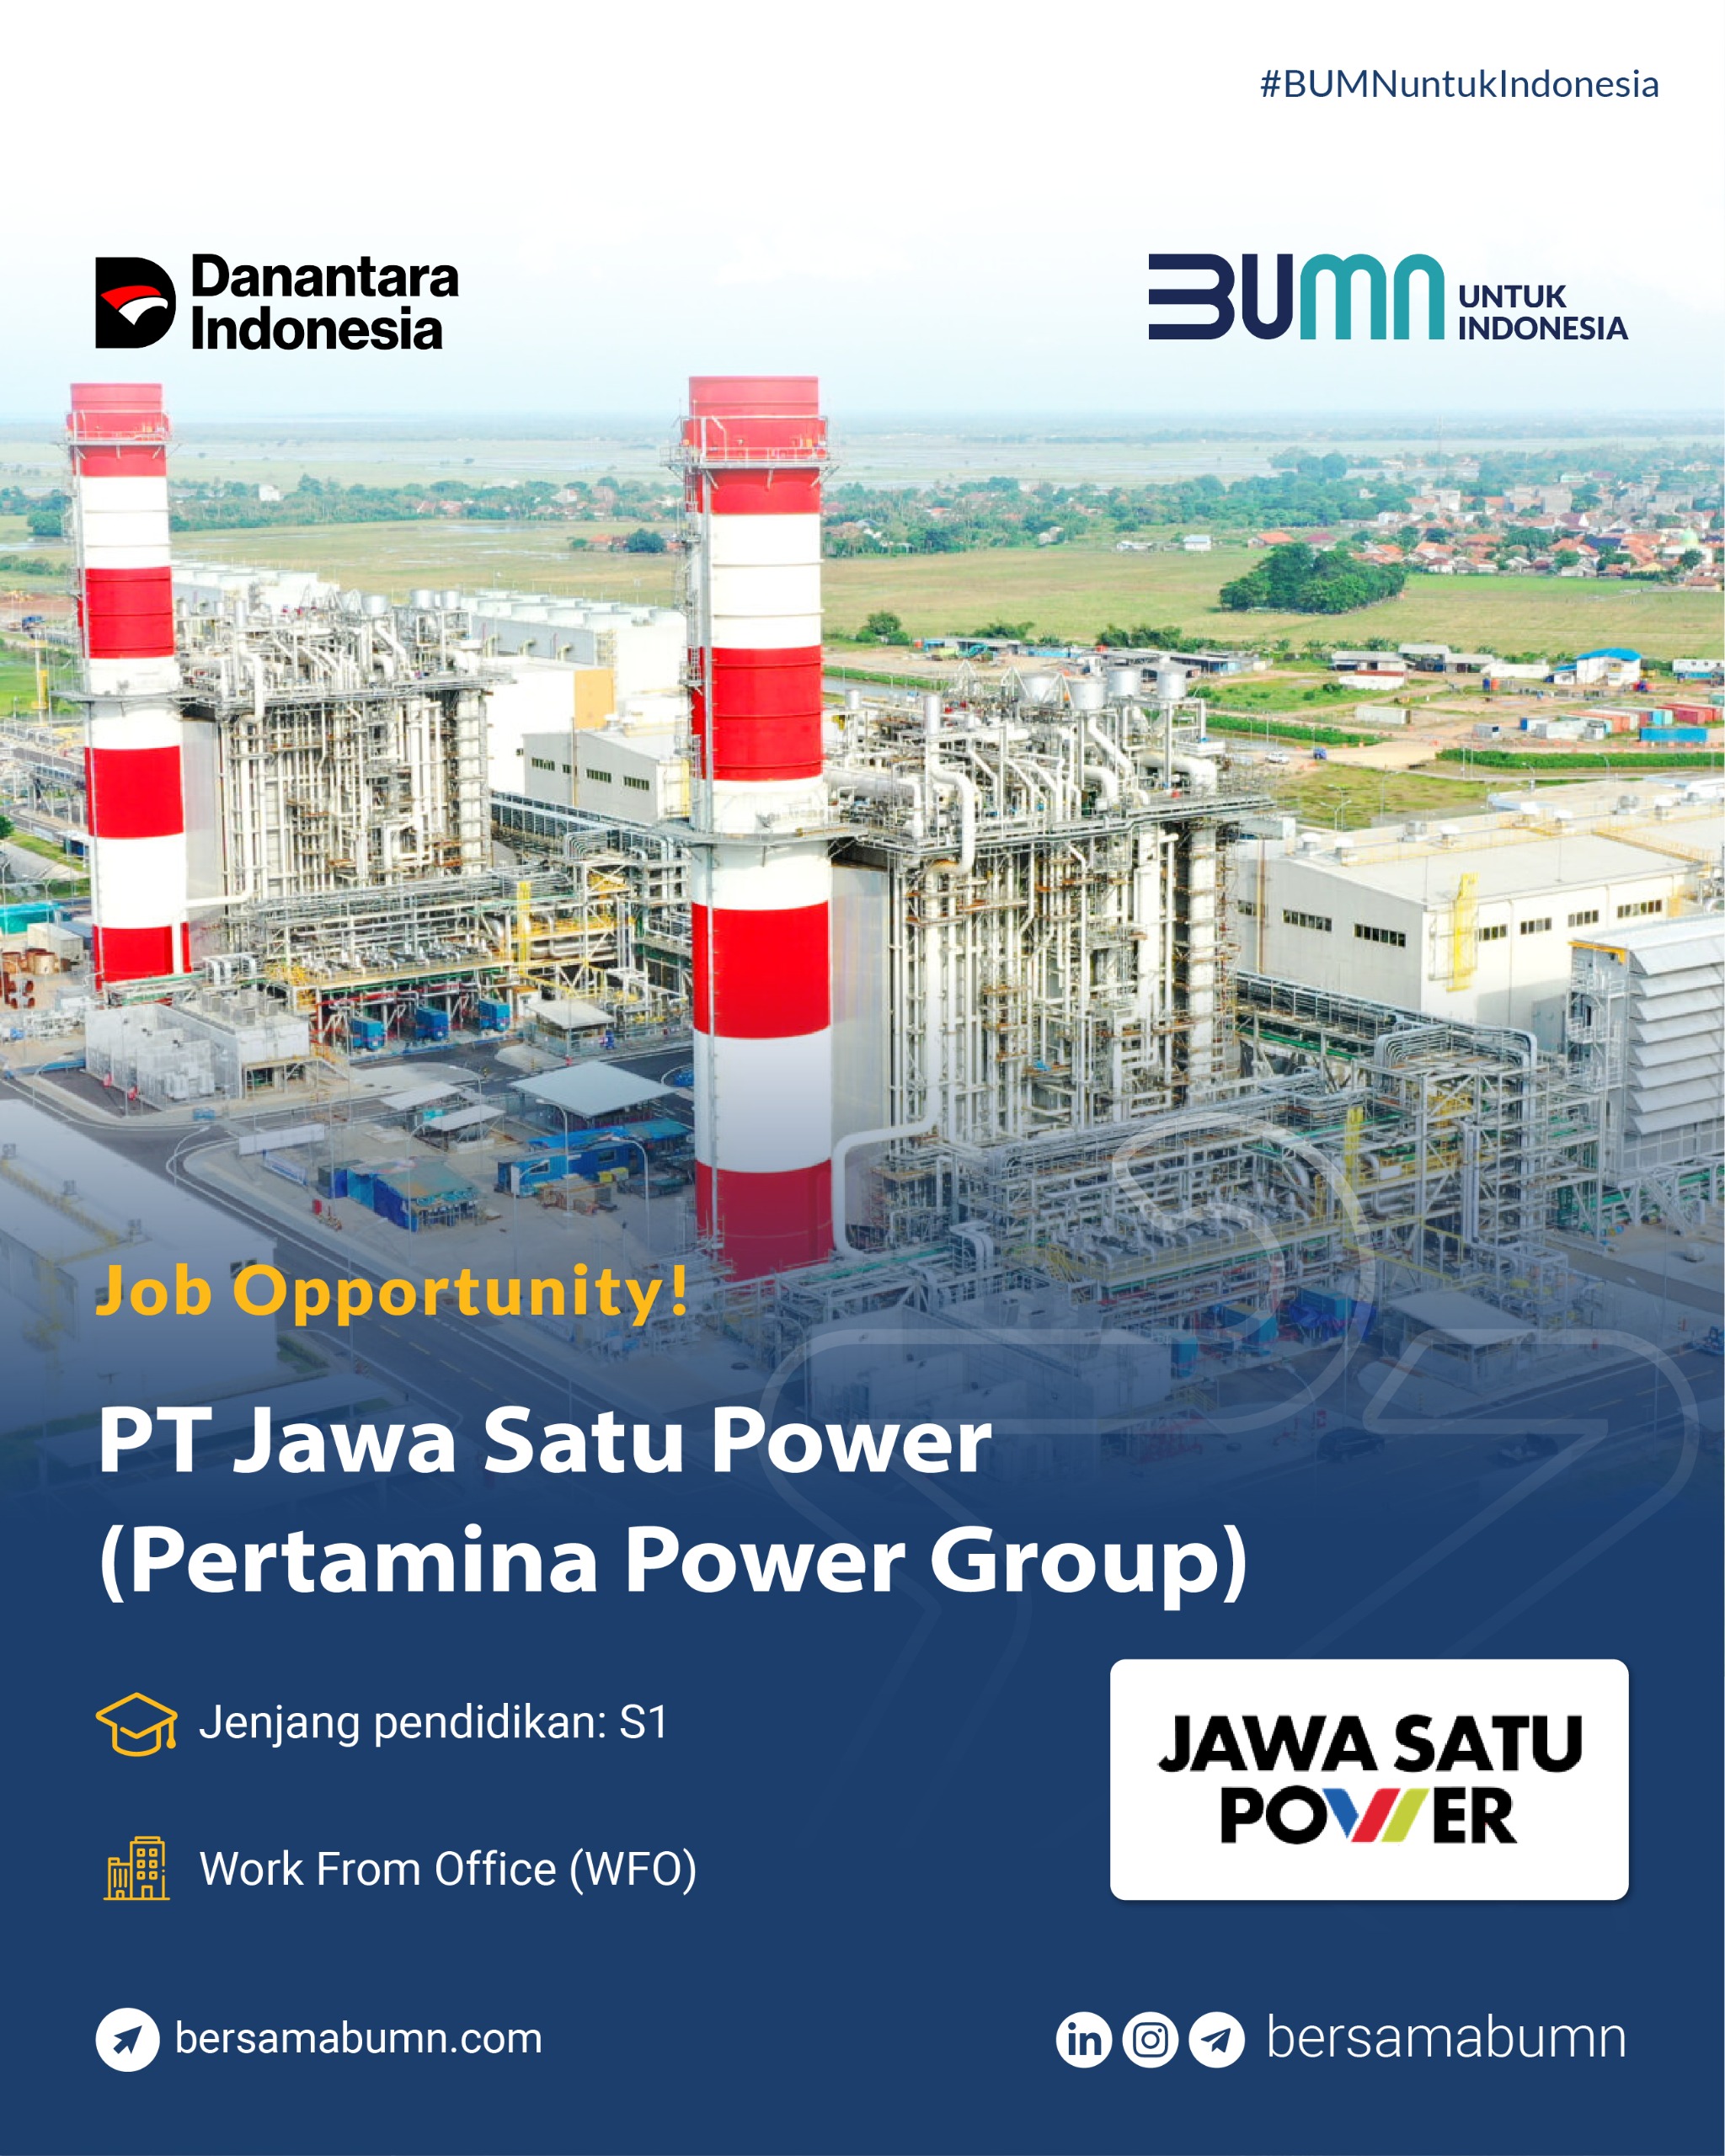 #BUMNuntukIndonesia
Danantara
Indonesia
BUMN UNTUK
INDONESIA
Job Opportunity!
PT Jawa Satu Power
(Pertamina Power Group)
Jenjang pendidikan: S1
Work From Office (WFO)
JAWA SATU
POWER
bersamabumn.com
in bersamabumn